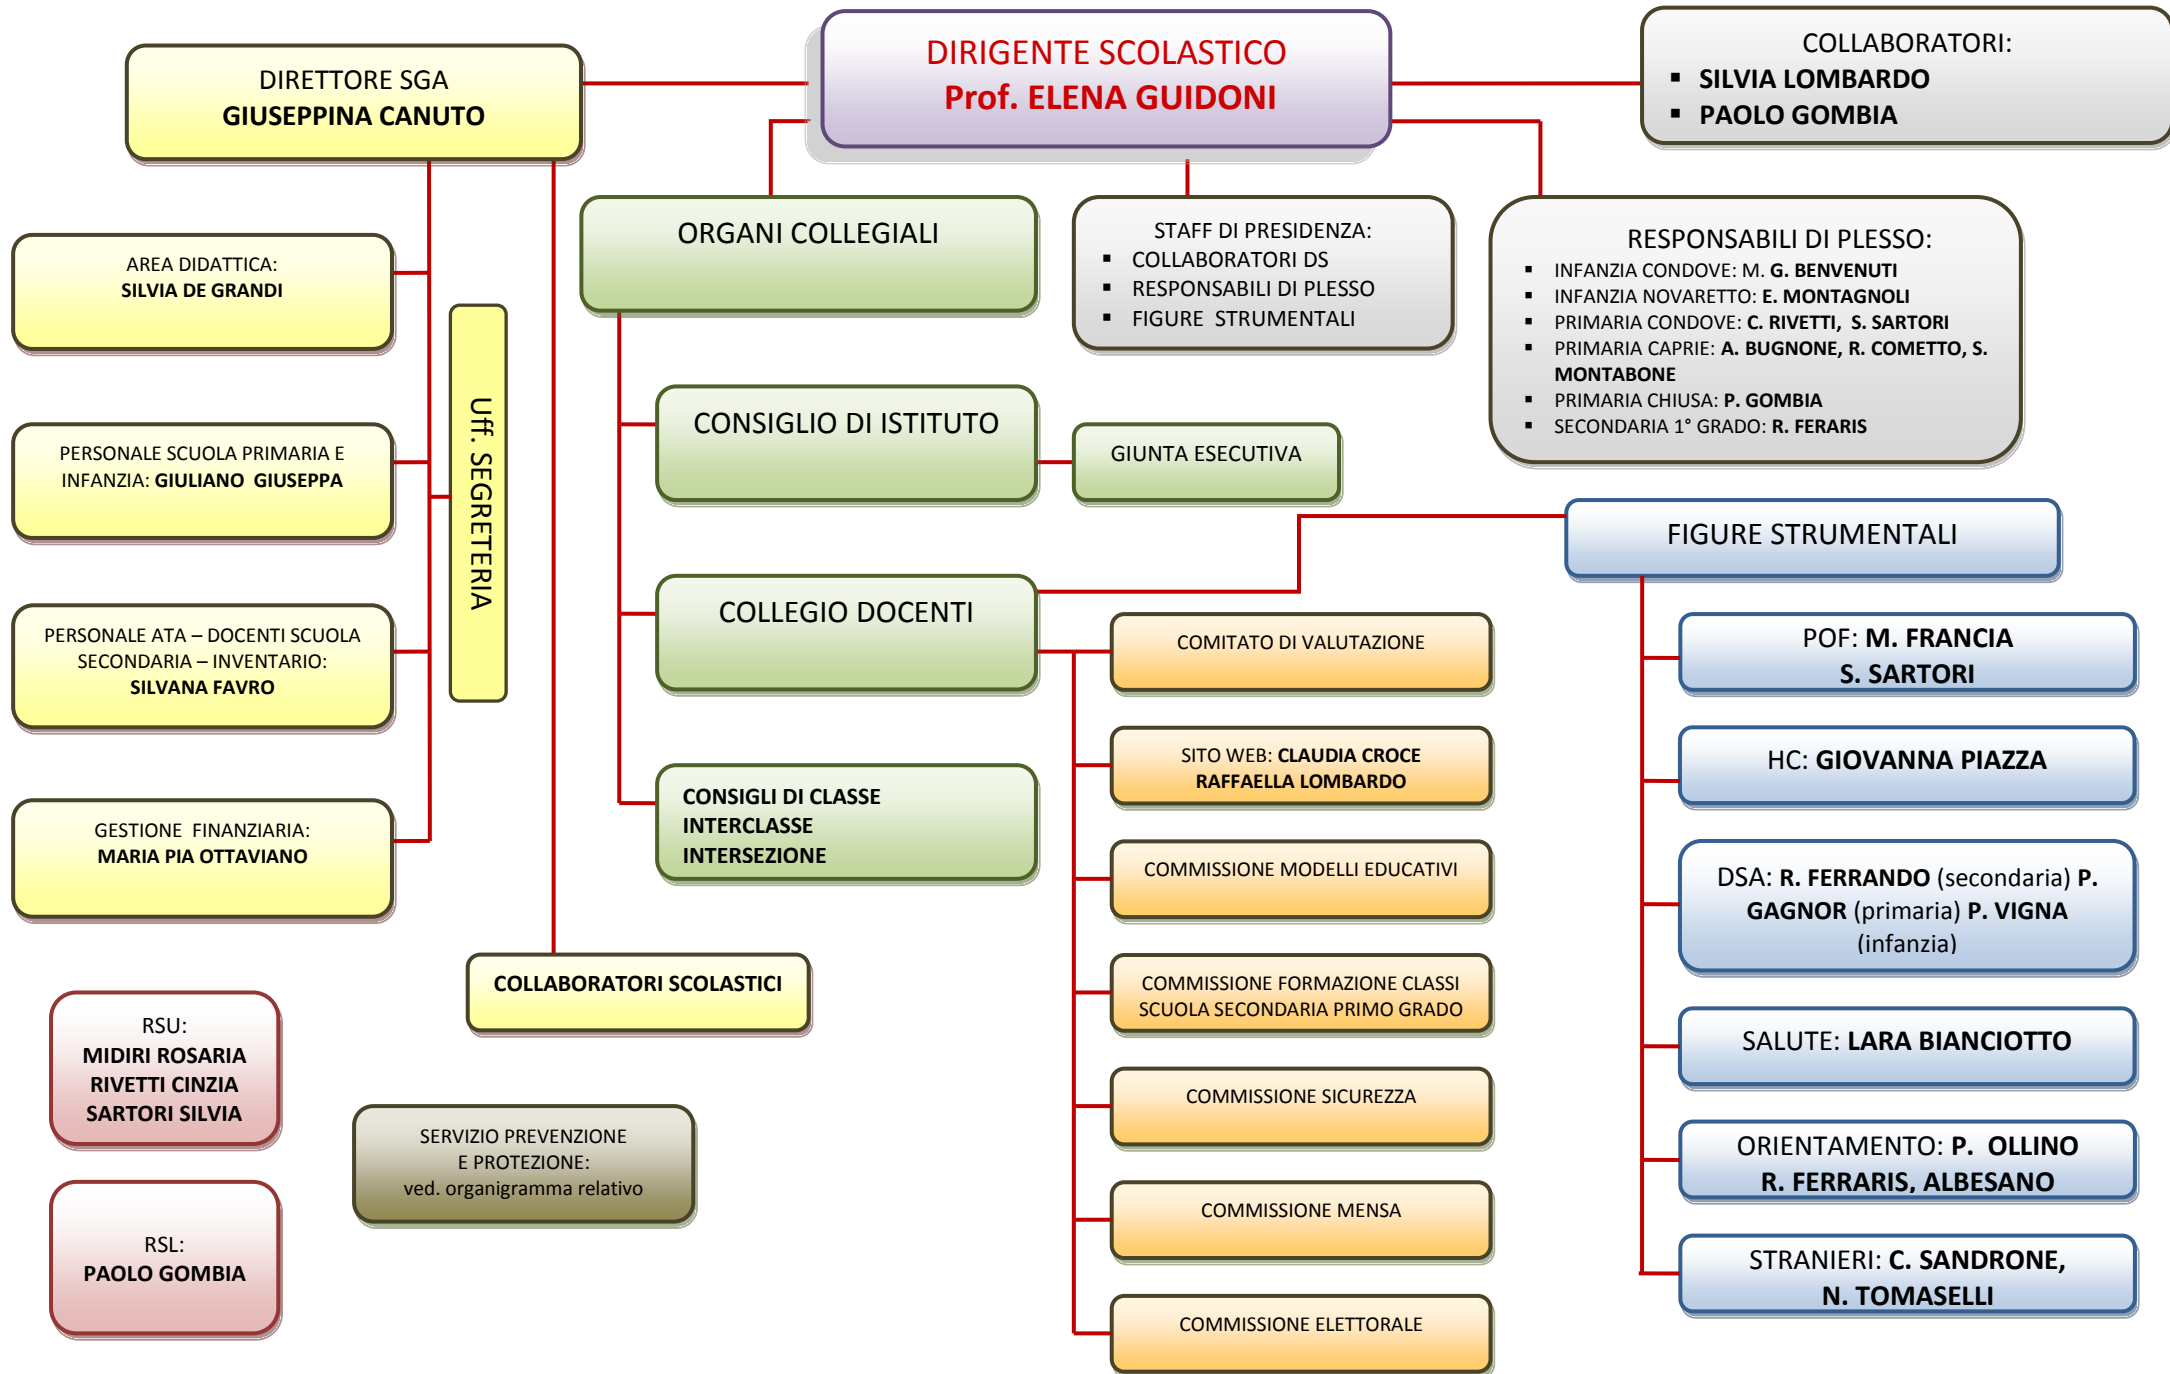 DIRETTORE SGA
GIUSEPPINA CANUTO
DIRIGENTE SCOLASTICO
Prof. ELENA GUIDONI
COLLABORATORI:
▪ SILVIA LOMBARDO
▪ PAOLO GOMBIA
AREA DIDATTICA:
SILVIA DE GRANDI
PERSONALE SCUOLA PRIMARIA E
INFANZIA: GIULIANO GIUSEPPA
PERSONALE ATA – DOCENTI SCUOLA
SECONDARIA – INVENTARIO:
SILVANA FAVRO
GESTIONE FINANZIARIA:
MARIA PIA OTTAVIANO
Uff. SEGRETERIA
COLLABORATORI SCOLASTICI
RSU:
MIDIRI ROSARIA
RIVETTI CINZIA
SARTORI SILVIA
RSL:
PAOLO GOMBIA
SERVIZIO PREVENZIONE
E PROTEZIONE:
ved. organigramma relativo
ORGANI COLLEGIALI
CONSIGLIO DI ISTITUTO
GIUNTA ESECUTIVA
COLLEGIO DOCENTI
CONSIGLI DI CLASSE
INTERCLASSE
INTERSEZIONE
STAFF DI PRESIDENZA:
▪ COLLABORATORI DS
▪ RESPONSABILI DI PLESSO
▪ FIGURE STRUMENTALI
RESPONSABILI DI PLESSO:
▪ INFANZIA CONDOVE: M. G. BENVENUTI
▪ INFANZIA NOVARETTO: E. MONTAGNOLI
▪ PRIMARIA CONDOVE: C. RIVETTI, S. SARTORI
▪ PRIMARIA CAPRIE: A. BUGNONE, R. COMETTO, S.
MONTABONE
▪ PRIMARIA CHIUSA: P. GOMBIA
▪ SECONDARIA 1° GRADO: R. FERARIS
COMITATO DI VALUTAZIONE
SITO WEB: CLAUDIA CROCE
RAFFAELLA LOMBARDO
COMMISSIONE MODELLI EDUCATIVI
COMMISSIONE FORMAZIONE CLASSI
SCUOLA SECONDARIA PRIMO GRADO
COMMISSIONE SICUREZZA
COMMISSIONE MENSA
COMMISSIONE ELETTORALE
FIGURE STRUMENTALI
POF: M. FRANCIA
S. SARTORI
HC: GIOVANNA PIAZZA
DSA: R. FERRANDO (secondaria) P.
GAGNOR (primaria) P. VIGNA
(infanzia)
SALUTE: LARA BIANCIOTTO
ORIENTAMENTO: P. OLLINO
R. FERRARIS, ALBESANO
STRANIERI: C. SANDRONE,
N. TOMASELLI